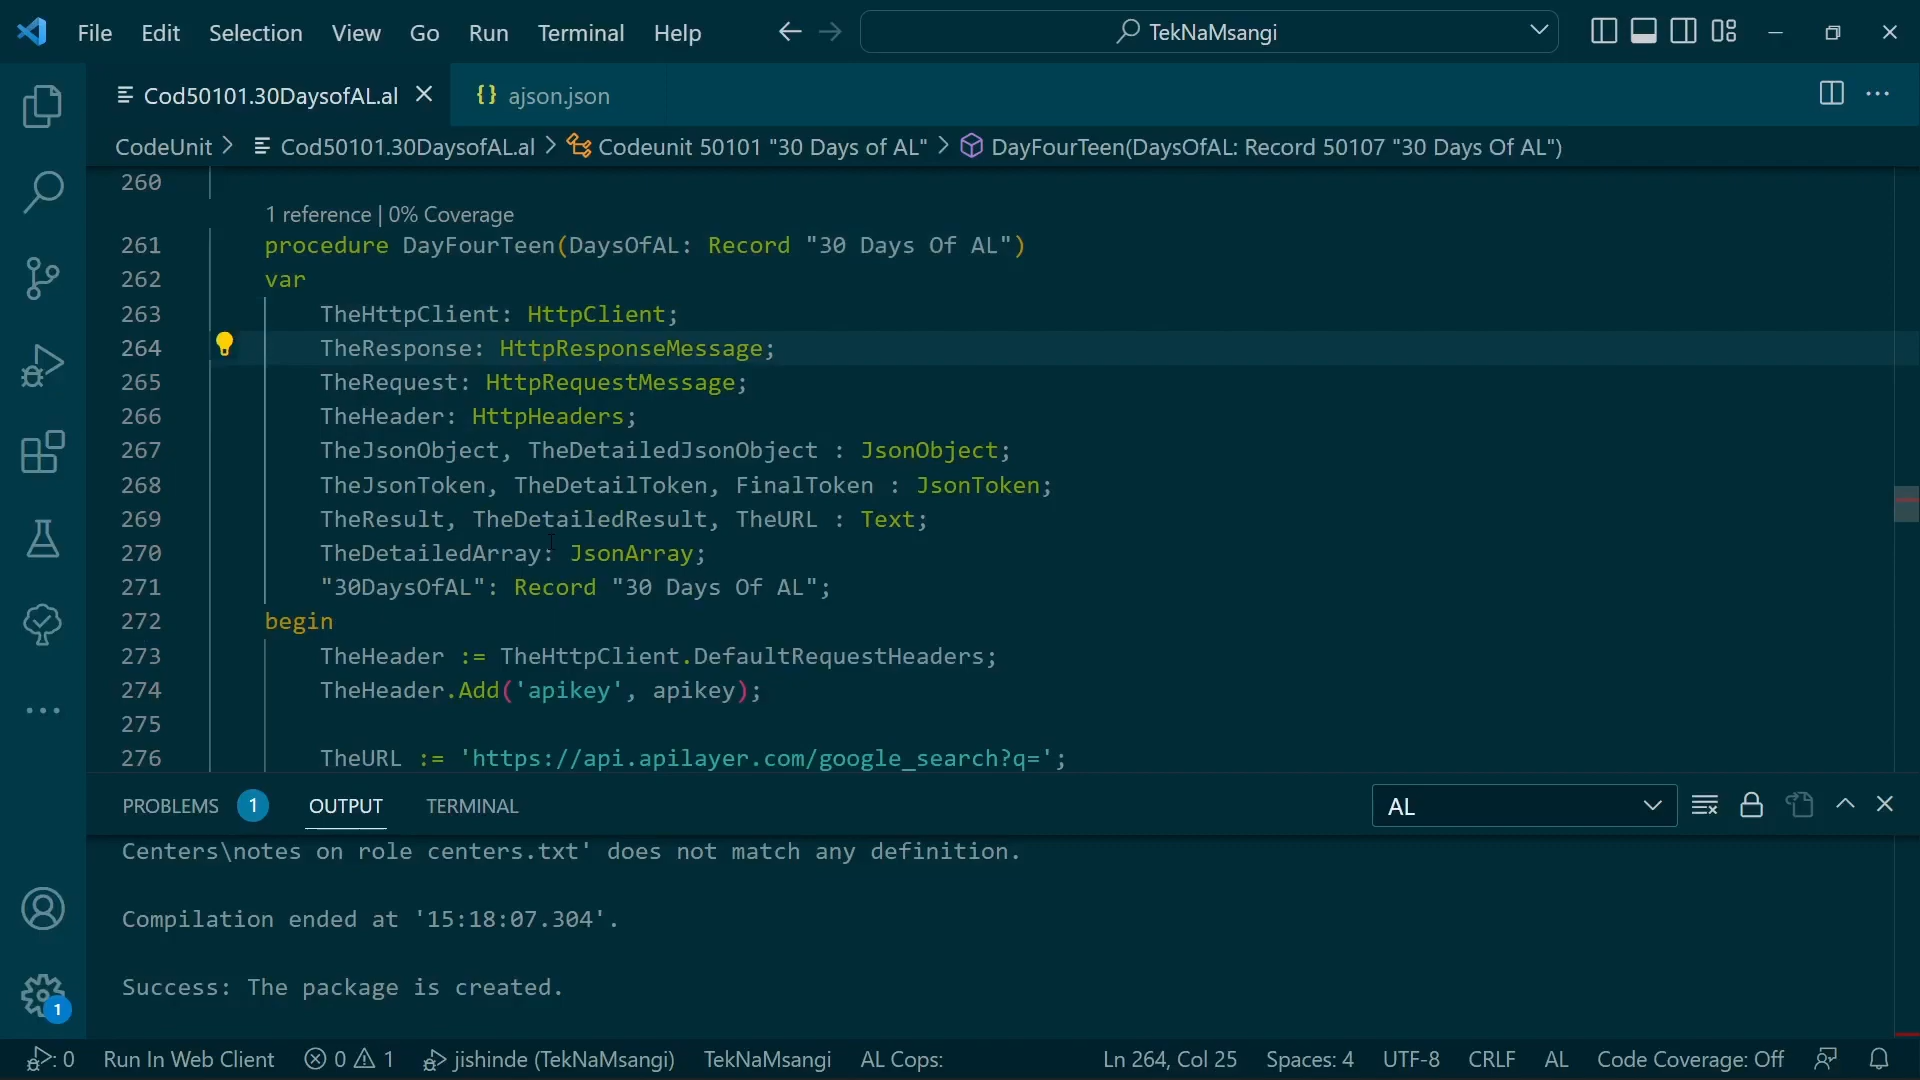 File Edit Selection View Go Run Terminal Help TekNaMsangi
Cod50101.30DaysofAL.al {} ajson.json
CodeUnit > Cod50101.30DaysofAL.al > Codeunit 50101 "30 Days of AL" > DayFourTeen(DaysOfAL: Record 50107 "30 Days Of AL")
260
1 reference | 0% Coverage
261 procedure DayFourTeen(DaysOfAL: Record "30 Days Of AL")
262 var
263 TheHttpClient: HttpClient;
264 TheResponse: HttpResponseMessage;
265 TheRequest: HttpRequestMessage;
266 TheHeader: HttpHeaders;
267 TheJsonObject, TheDetailedJsonObject : JsonObject;
268 TheJsonToken, TheDetailToken, FinalToken : JsonToken;
269 TheResult, TheDetailedResult, TheURL : Text;
270 TheDetailedArray: JsonArray;
271 "30DaysOfAL": Record "30 Days Of AL";
272 begin
273 TheHeader := TheHttpClient.DefaultRequestHeaders;
274 TheHeader.Add('apikey', apikey);
275
276 TheURL := 'https://api.apilayer.com/google_search?q=';
PROBLEMS 1 OUTPUT TERMINAL AL
Centers\notes on role centers.txt' does not match any definition.
Compilation ended at '15:18:07.304'.
Success: The package is created.
1
0 Run In Web Client 0 1 jishinde (TekNaMsangi) TekNaMsangi AL Cops: Ln 264, Col 25 Spaces: 4 UTF-8 CRLF AL Code Coverage: Off